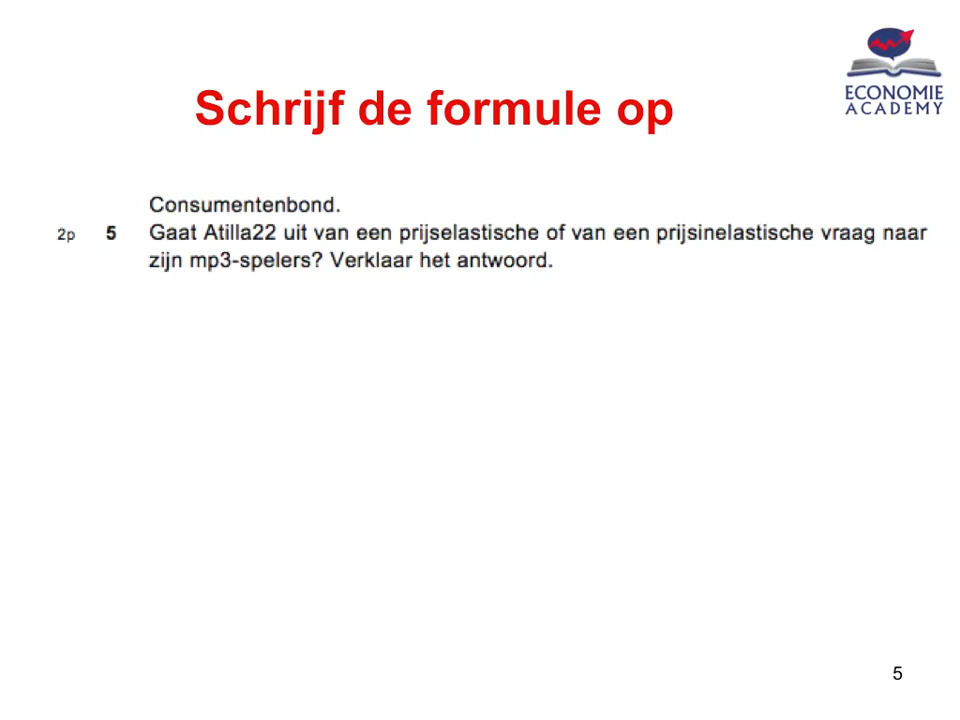 ECONOMIE
ACADEMY
Schrijf de formule op
Consumentenbond.
2p 5 Gaat Atilla22 uit van een prijselastische of van een prijsinelastische vraag naar
zijn mp3-spelers? Verklaar het antwoord.
5